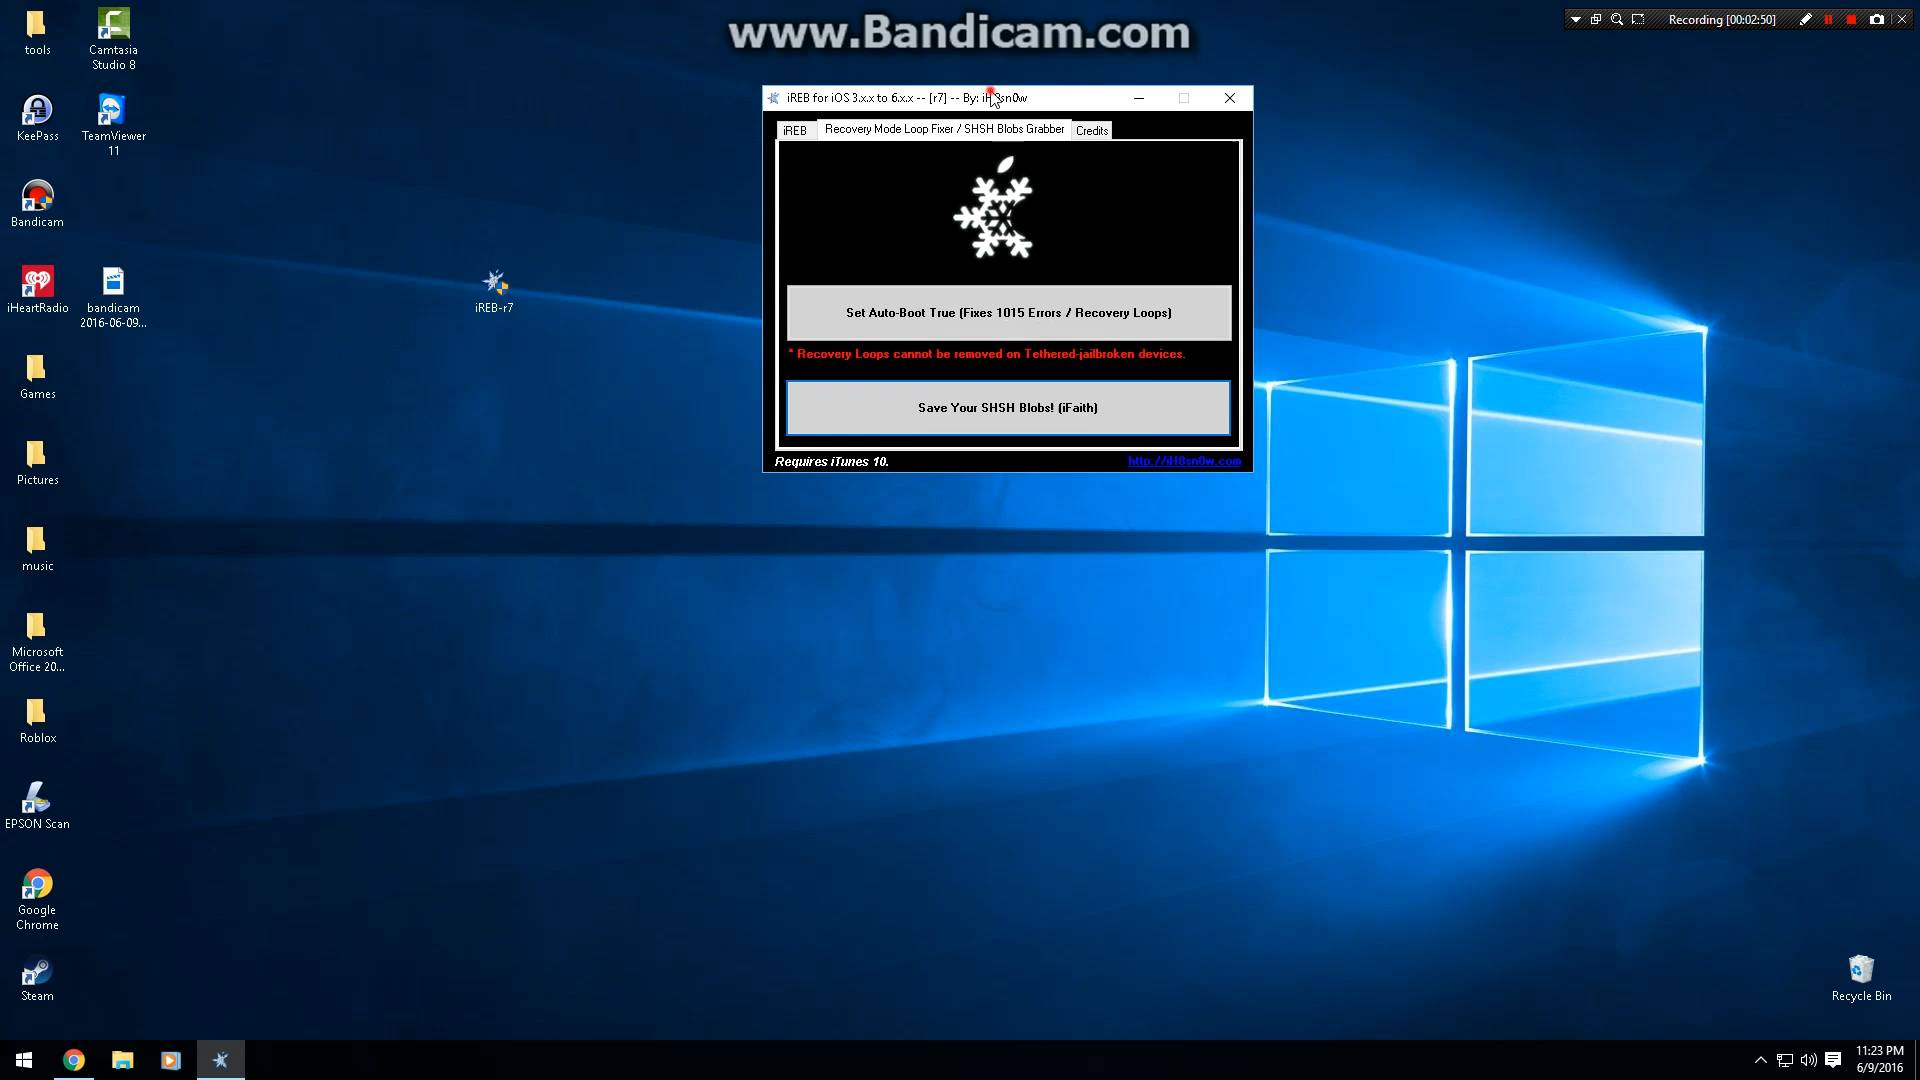 www.Bandicam.com
Recording [00:02:50]
tools
Camtasia
Studio 8
KeePass
TeamViewer
11
Bandicam
iHeartRadio
bandicam
2016-06-09...
iREB-r7
Games
Pictures
music
Microsoft
Office 20...
Roblox
EPSON Scan
Google
Chrome
Steam
iREB for iOS 3.x.x to 6.x.x -- [r7] -- By: iH8sn0w
iREB
Recovery Mode Loop Fixer / SHSH Blobs Grabber
Credits
Set Auto-Boot True (Fixes 1015 Errors / Recovery Loops)
* Recovery Loops cannot be removed on Tethered-jailbroken devices.
Save Your SHSH Blobs! (iFaith)
Requires iTunes 10.
http://iH8sn0w.com
Recycle Bin
11:23 PM
6/9/2016